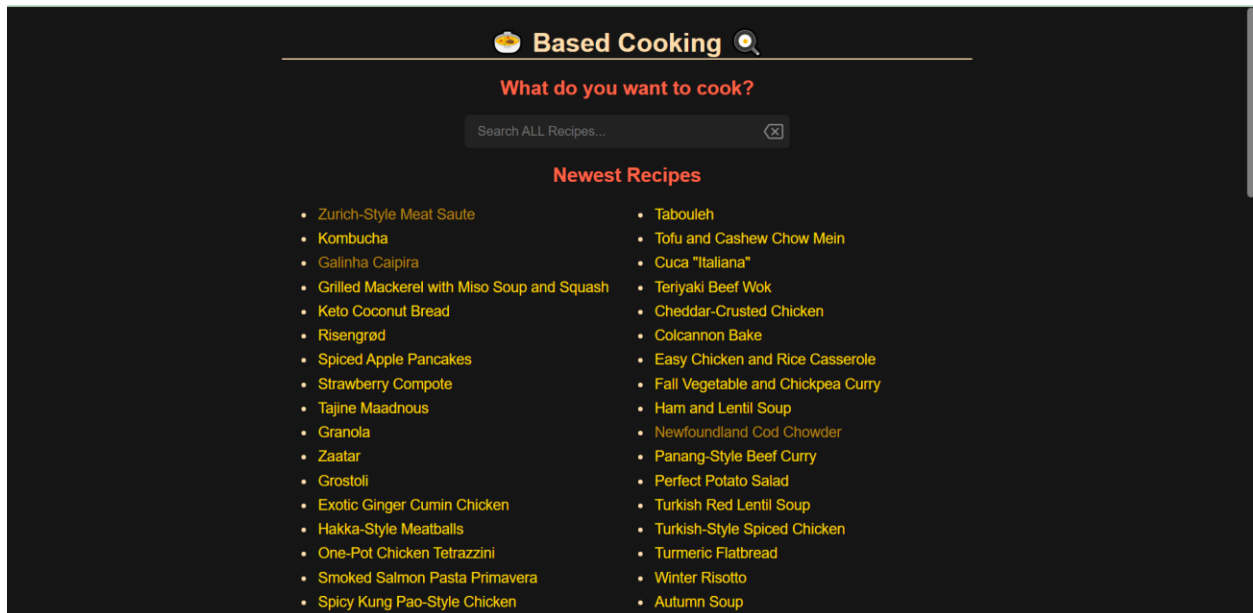 Based Cooking
What do you want to cook?
Search ALL Recipes...
Newest Recipes
Zurich-Style Meat Saute
Kombucha
Galinha Caipira
Grilled Mackerel with Miso Soup and Squash
Keto Coconut Bread
Risengrød
Spiced Apple Pancakes
Strawberry Compote
Tajine Maadnous
Granola
Zaatar
Grostoli
Exotic Ginger Cumin Chicken
Hakka-Style Meatballs
One-Pot Chicken Tetrazzini
Smoked Salmon Pasta Primavera
Spicy Kung Pao-Style Chicken
Tabouleh
Tofu and Cashew Chow Mein
Cuca "Italiana"
Teriyaki Beef Wok
Cheddar-Crusted Chicken
Colcannon Bake
Easy Chicken and Rice Casserole
Fall Vegetable and Chickpea Curry
Ham and Lentil Soup
Newfoundland Cod Chowder
Panang-Style Beef Curry
Perfect Potato Salad
Turkish Red Lentil Soup
Turkish-Style Spiced Chicken
Turmeric Flatbread
Winter Risotto
Autumn Soup